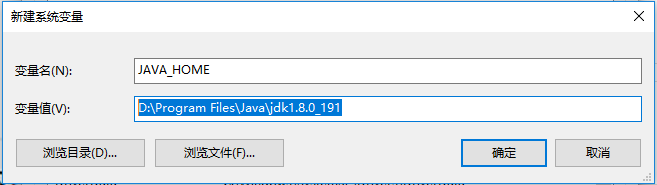 新建系统变量
变量名(N):
JAVA_HOME
变量值(V):
D:\Program Files\Java\jdk1.8.0_191
浏览目录(D)...
浏览文件(F)...
确定
取消